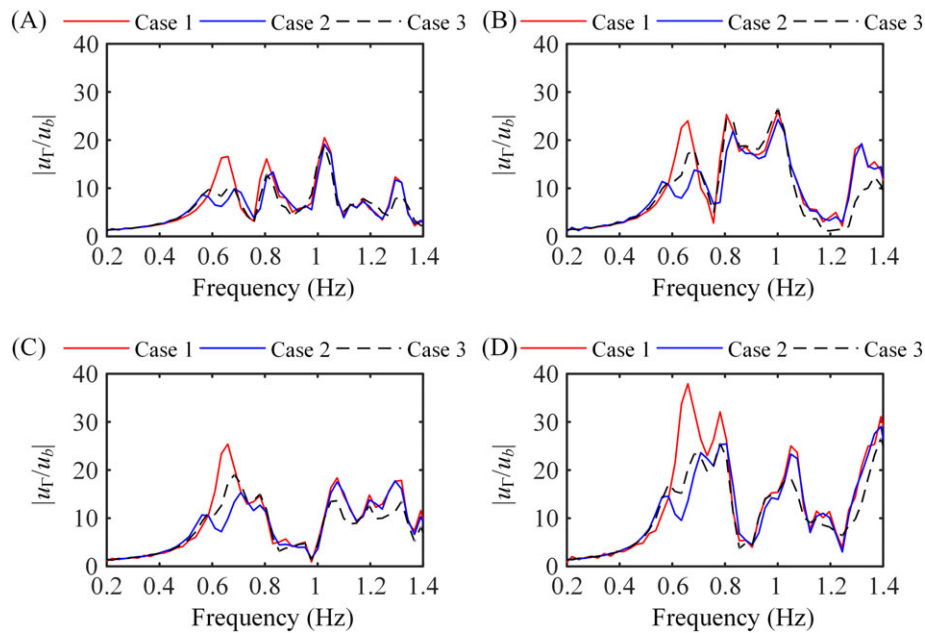 (A) Case 1 Case 2 Case 3
40
30
20
10
0
|uΓ/ub|
0.2 0.4 0.6 0.8 1 1.2 1.4
Frequency (Hz)
(B) Case 1 Case 2 Case 3
40
30
20
10
0
|uΓ/ub|
0.2 0.4 0.6 0.8 1 1.2 1.4
Frequency (Hz)
(C) Case 1 Case 2 Case 3
40
30
20
10
0
|uΓ/ub|
0.2 0.4 0.6 0.8 1 1.2 1.4
Frequency (Hz)
(D) Case 1 Case 2 Case 3
40
30
20
10
0
|uΓ/ub|
0.2 0.4 0.6 0.8 1 1.2 1.4
Frequency (Hz)